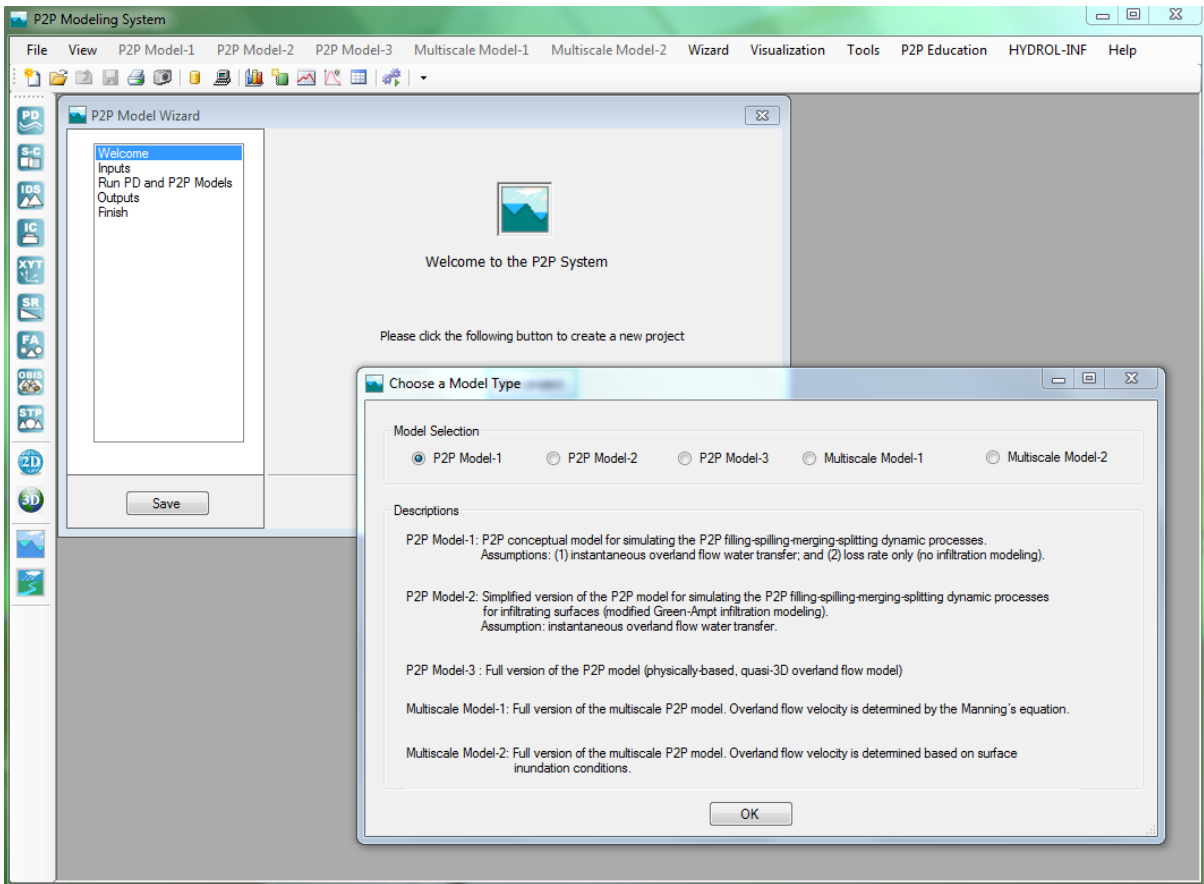 P2P Modeling System
File View P2P Model-1 P2P Model-2 P2P Model-3 Multiscale Model-1 Multiscale Model-2 Wizard Visualization Tools P2P Education HYDROL-INF Help
PD
S-C
IDS
IC
XYT
SR
FA
OBIS
STP
2D
3D
P2P Model Wizard
Welcome
Inputs
Run PD and P2P Models
Outputs
Finish
Save
Welcome to the P2P System
Please click the following button to create a new project
Choose a Model Type
Model Selection
P2P Model-1 P2P Model-2 P2P Model-3 Multiscale Model-1 Multiscale Model-2
Descriptions
P2P Model-1: P2P conceptual model for simulating the P2P filling-spilling-merging-splitting dynamic processes.
Assumptions: (1) instantaneous overland flow water transfer; and (2) loss rate only (no infiltration modeling).
P2P Model-2: Simplified version of the P2P model for simulating the P2P filling-spilling-merging-splitting dynamic processes
for infiltrating surfaces (modified Green-Ampt infiltration modeling).
Assumption: instantaneous overland flow water transfer.
P2P Model-3 : Full version of the P2P model (physically-based, quasi-3D overland flow model)
Multiscale Model-1: Full version of the multiscale P2P model. Overland flow velocity is determined by the Manning's equation.
Multiscale Model-2: Full version of the multiscale P2P model. Overland flow velocity is determined based on surface
inundation conditions.
OK